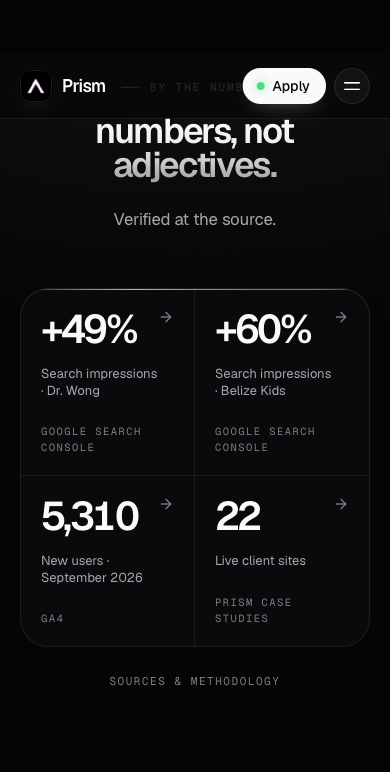 Prism
BY THE NUMB
Apply
numbers, not
adjectives.
Verified at the source.
+49%
Search impressions
· Dr. Wong
GOOGLE SEARCH
CONSOLE
+60%
Search impressions
· Belize Kids
GOOGLE SEARCH
CONSOLE
5,310
New users ·
September 2026
GA4
22
Live client sites
PRISM CASE
STUDIES
SOURCES & METHODOLOGY